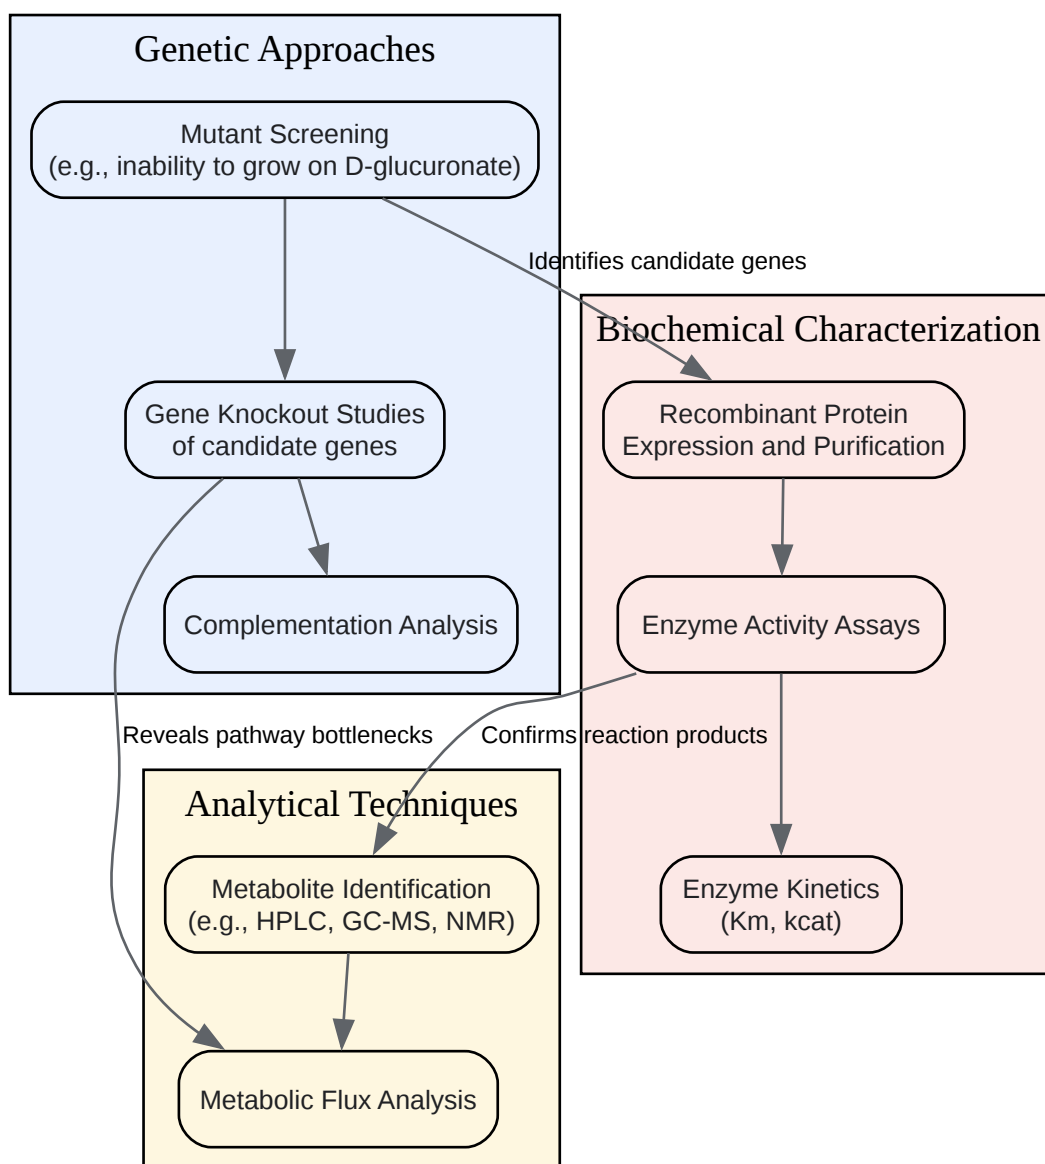 Genetic Approaches
Mutant Screening
(e.g., inability to grow on D-glucuronate)
Identifies candidate genes
Biochemical Characterization
Gene Knockout Studies
of candidate genes
Recombinant Protein
Expression and Purification
Complementation Analysis
Enzyme Activity Assays
Reveals pathway bottlenecks
Confirms reaction products
Analytical Techniques
Metabolite Identification
(e.g., HPLC, GC-MS, NMR)
Enzyme Kinetics
(Km, kcat)
Metabolic Flux Analysis